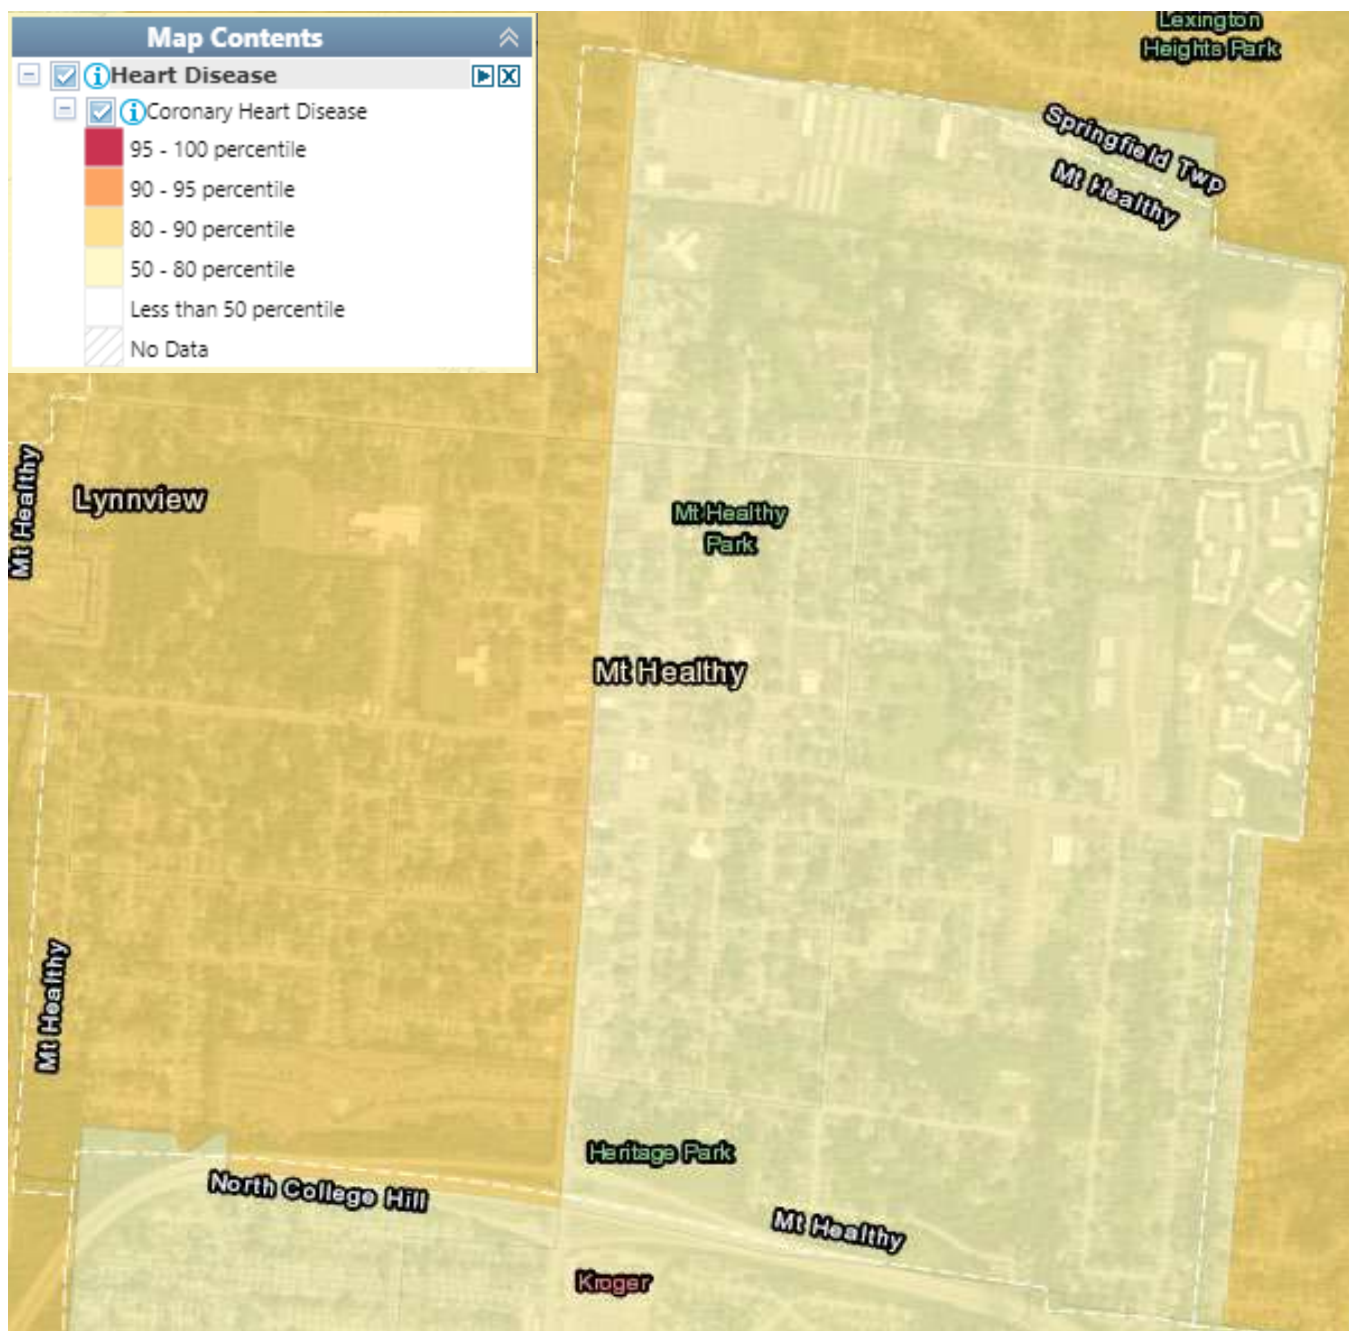 Map Contents
Heart Disease
Coronary Heart Disease
95 - 100 percentile
90 - 95 percentile
80 - 90 percentile
50 - 80 percentile
Less than 50 percentile
No Data
Lexington
Heights Park
Springfield Twp
Mt Healthy
Mt Healthy
Lynnview
Mt Healthy
Park
Mt Healthy
Mt Healthy
Heritage Park
North College Hill
Mt Healthy
Kroger